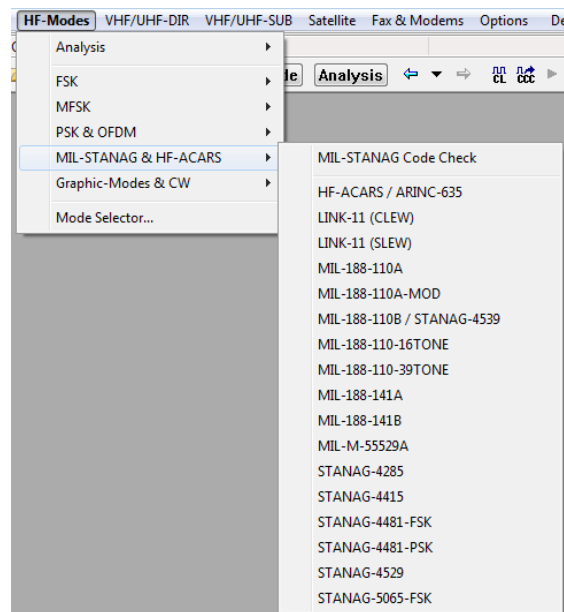 HF-Modes VHF/UHF-DIR VHF/UHF-SUB Satellite Fax & Modems Options
Analysis
FSK
MFSK
PSK & OFDM
MIL-STANAG & HF-ACARS
Graphic-Modes & CW
Mode Selector...
Analysis CL
MIL-STANAG Code Check
HF-ACARS / ARINC-635
LINK-11 (CLEW)
LINK-11 (SLEW)
MIL-188-110A
MIL-188-110A-MOD
MIL-188-110B / STANAG-4539
MIL-188-110-16TONE
MIL-188-110-39TONE
MIL-188-141A
MIL-188-141B
MIL-M-55529A
STANAG-4285
STANAG-4415
STANAG-4481-FSK
STANAG-4481-PSK
STANAG-4529
STANAG-5065-FSK